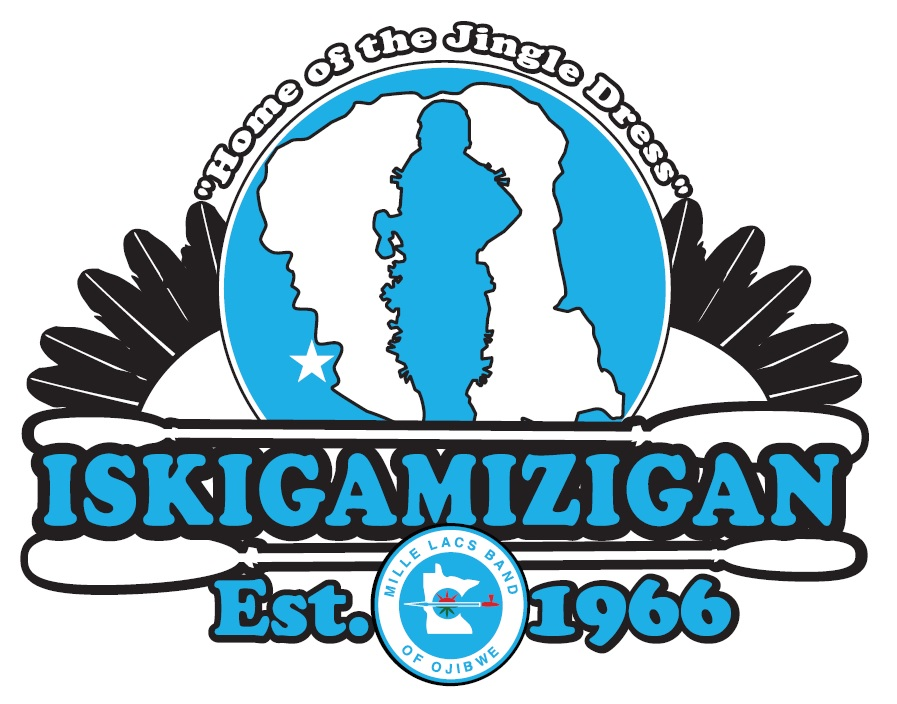 "Home of the Jingle Dress"
ISKIGAMIZIGAN
Est. 1966
MILLE LACS BAND
OF OJIBWE